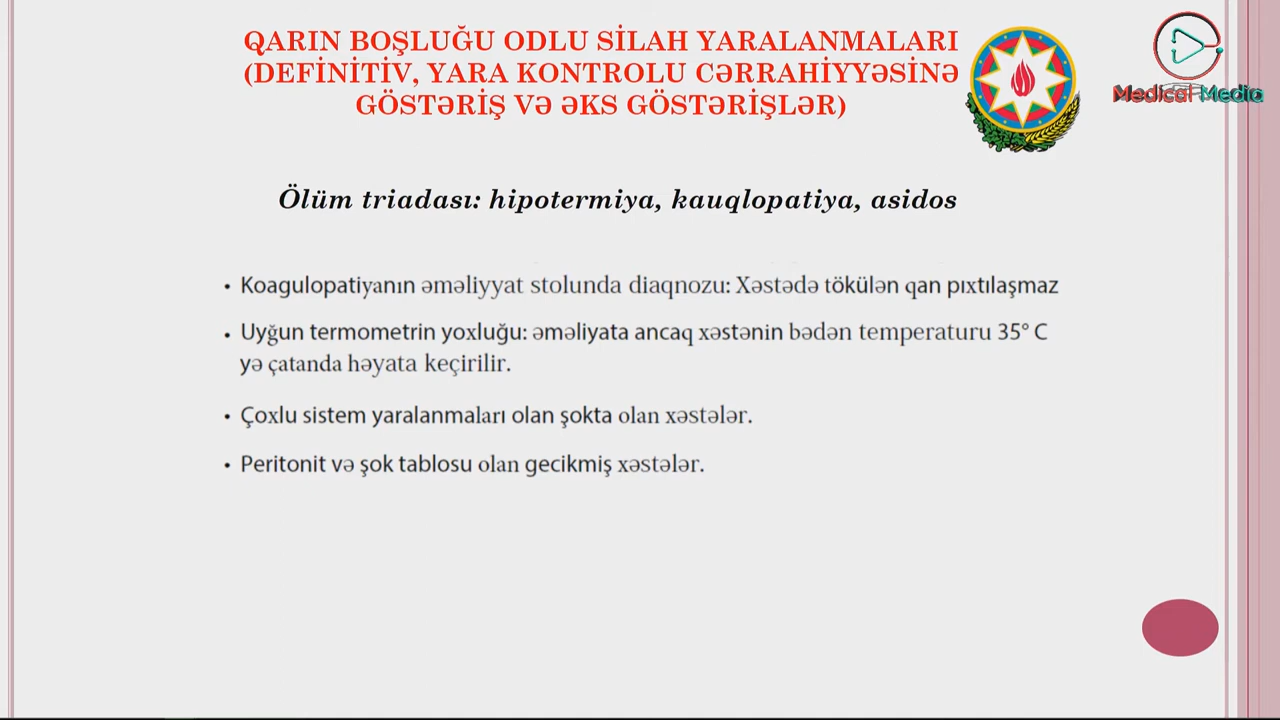 QARIN BOŞLUĞU ODLU SİLAH YARALANMALARI
(DEFİNİTİV, YARA KONTROLU CƏRRAHİYYƏSİNƏ
GÖSTƏRİŞ VƏ ƏKS GÖSTƏRİŞLƏR)
Medical Media
Ölüm triadası: hipotermiya, kauqlopatiya, asidos
• Koagulopatiyanın əməliyyat stolunda diaqnozu: Xəstədə tökülən qan pıxtılaşmaz
• Uyğun termometrin yoxluğu: əməliyata ancaq xəstənin bədən temperaturu 35° C
yə çatanda həyata keçirilir.
• Çoxlu sistem yaralanmaları olan şokta olan xəstələr.
• Peritonit və şok tablosu olan gecikmiş xəstələr.